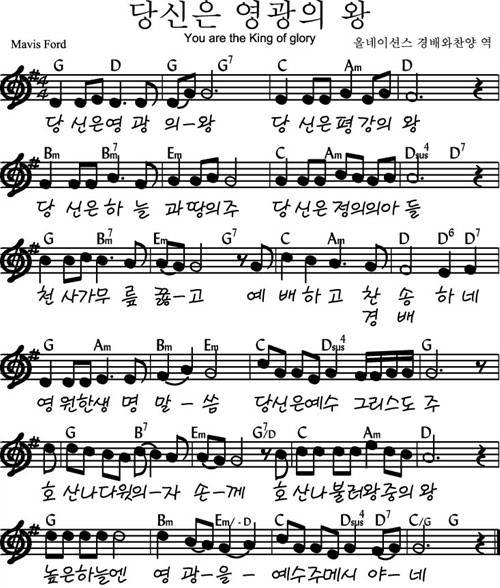 당신은 영광의 왕
You are the King of glory
Mavis Ford 올네이션스 경배와찬양 역
G D G G7 C Am D
당 신은영 광 의-왕 당 신은평강의 왕
Bm Bm7 Em C Am Dsus4 D7
당 신은하 늘 과땅의주 당신은정의의아 들
G Bm7 Em G7 C Am D D6 D7
천 사가무 릎 꿇-고 예 배하고 찬 송 하네
경 배
G Am Bm Em C Dsus4 G
영 원한생 명 말-씀 당신은예수 그리스도 주
G B7 Em G/D C Am D
호 산나다윗의-자 손-께 호 산나불러왕중의 왕
G Bm Em/-D C Dsus4 D7 C/G G
높은하늘엔 영 광-을- 예수주메시 야-네